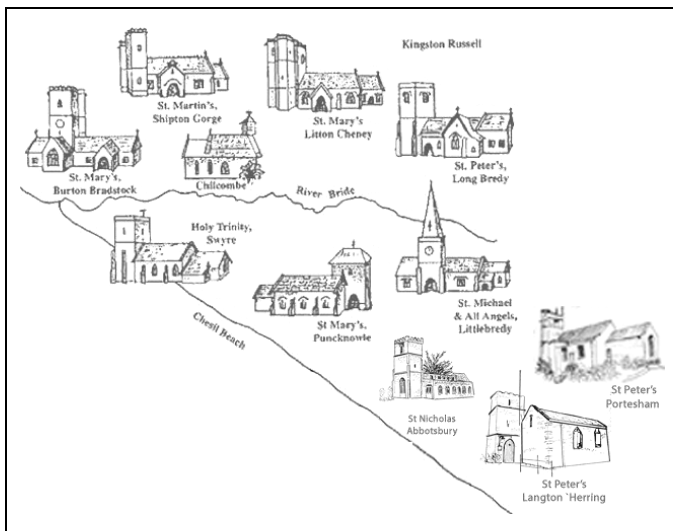 Kingston Russell
St. Martin's,
Shipton Gorge
St. Mary's
Litton Cheney
St. Peter's,
Long Bredy
St. Mary's,
Burton Bradstock
Chilcombe
River Bride
Holy Trinity,
Swyre
St. Michael
& All Angels,
Littlebredy
St Mary's,
Puncknowle
Chesil Beach
St Nicholas
Abbotsbury
St Peter's
Portesham
St Peter's
Langton `Herring